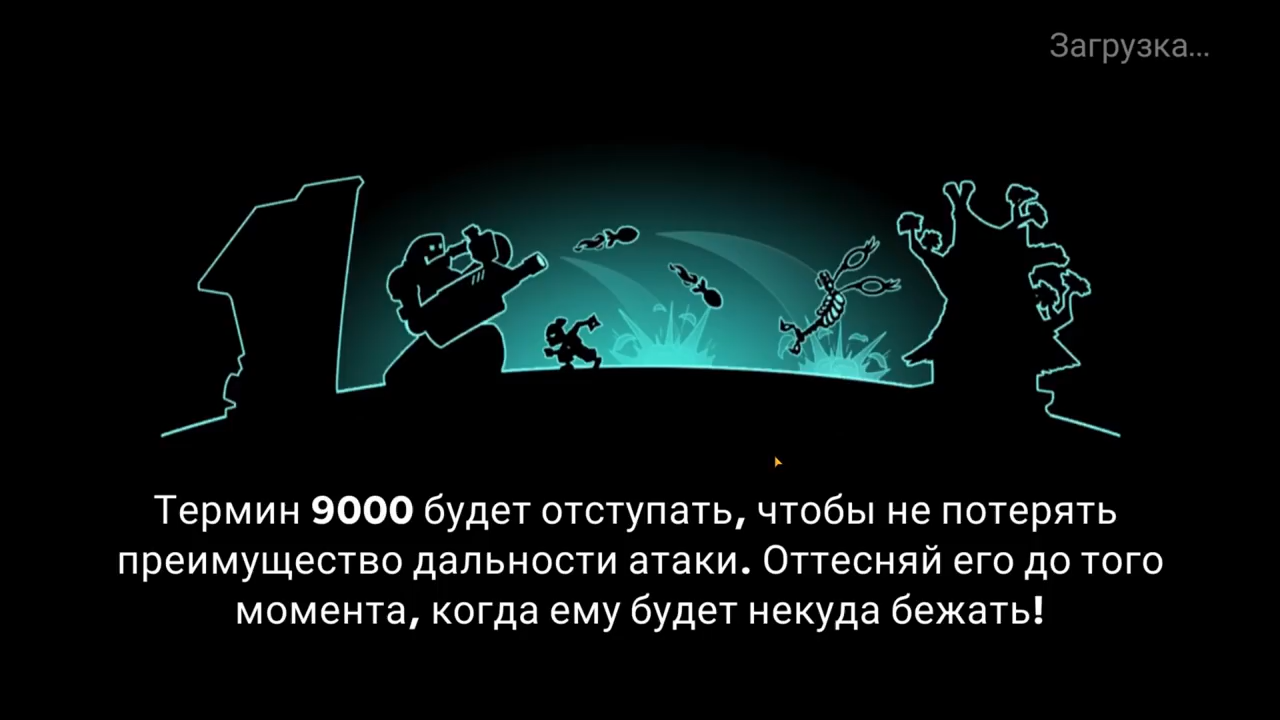 Загрузка...
Термин 9000 будет отступать, чтобы не потерять
преимущество дальности атаки. Оттесняй его до того
момента, когда ему будет некуда бежать!